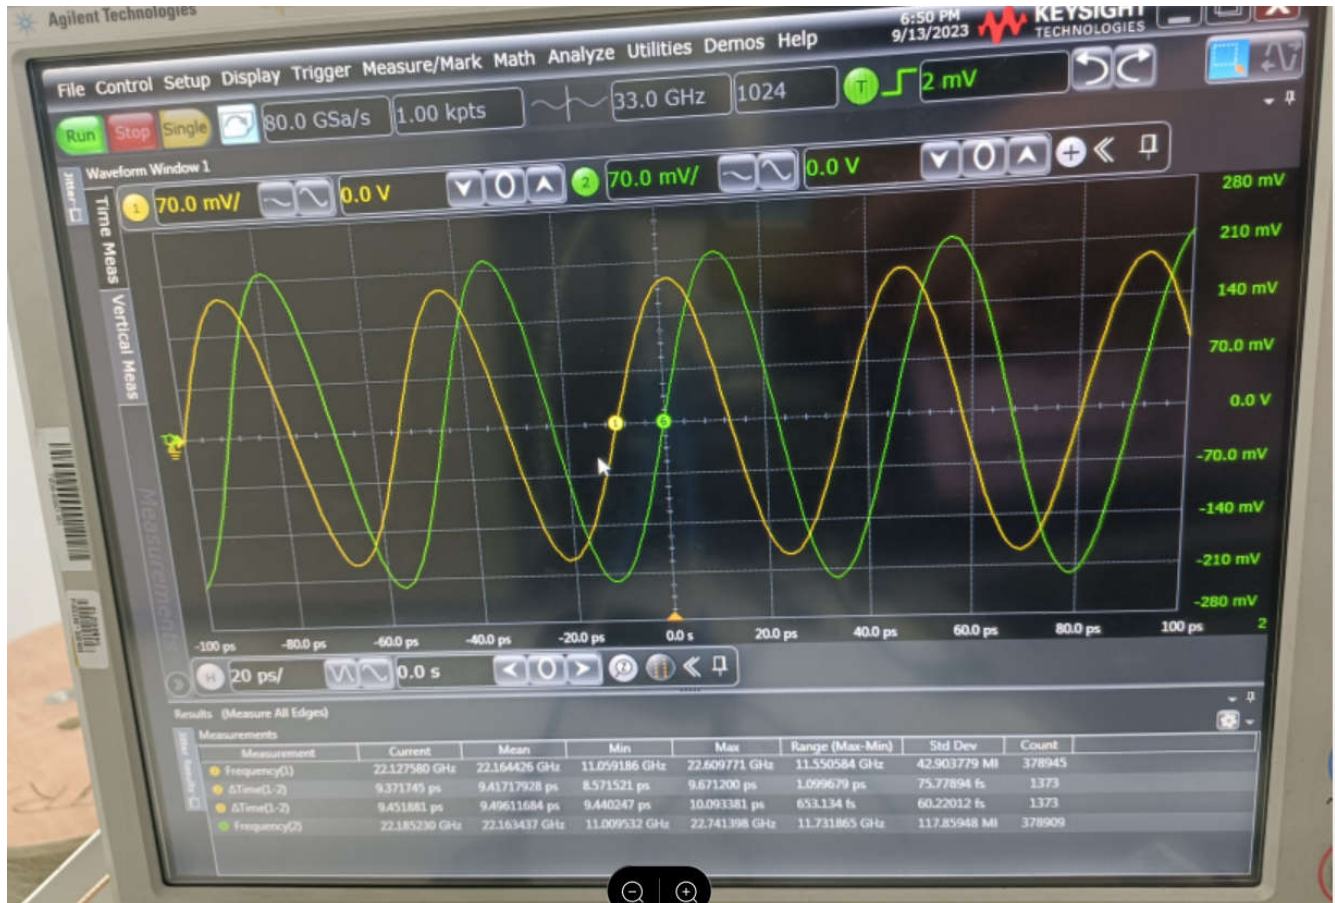 Agilent Technologies
6:50 PM
9/13/2023
KEYSIGHT
TECHNOLOGIES
File Control Setup Display Trigger Measure/Mark Math Analyze Utilities Demos Help
Run Stop Single 80.0 GSa/s 1.00 kpts 33.0 GHz 1024 T 2 mV
Waveform Window 1
1 70.0 mV/ 0.0 V 0 2 70.0 mV/ 0.0 V 0
Jitter
Time Meas
Vertical Meas
Measurements
280 mV
210 mV
140 mV
70.0 mV
0.0 V
-70.0 mV
-140 mV
-210 mV
-280 mV
2
-100 ps -80.0 ps -60.0 ps -40.0 ps -20.0 ps 0.0 s 20.0 ps 40.0 ps 60.0 ps 80.0 ps 100 ps
H 20 ps/ 0.0 s 0
Results (Measure All Edges)
Measurements
Measurement Current Mean Min Max Range (Max-Min) Std Dev Count
Frequency(1) 22.127580 GHz 22.164426 GHz 11.059186 GHz 22.609771 GHz 11.550584 GHz 42.903779 MI 378945
ΔTime(1-2) 9.371745 ps 9.41717928 ps 8.571521 ps 9.671200 ps 1.099679 ps 75.77894 fs 1373
ΔTime(1-2) 9.451881 ps 9.49611684 ps 9.440247 ps 10.093381 ps 653.134 fs 60.22012 fs 1373
Frequency(2) 22.185230 GHz 22.163437 GHz 11.009532 GHz 22.741398 GHz 11.731865 GHz 117.85948 MI 378909